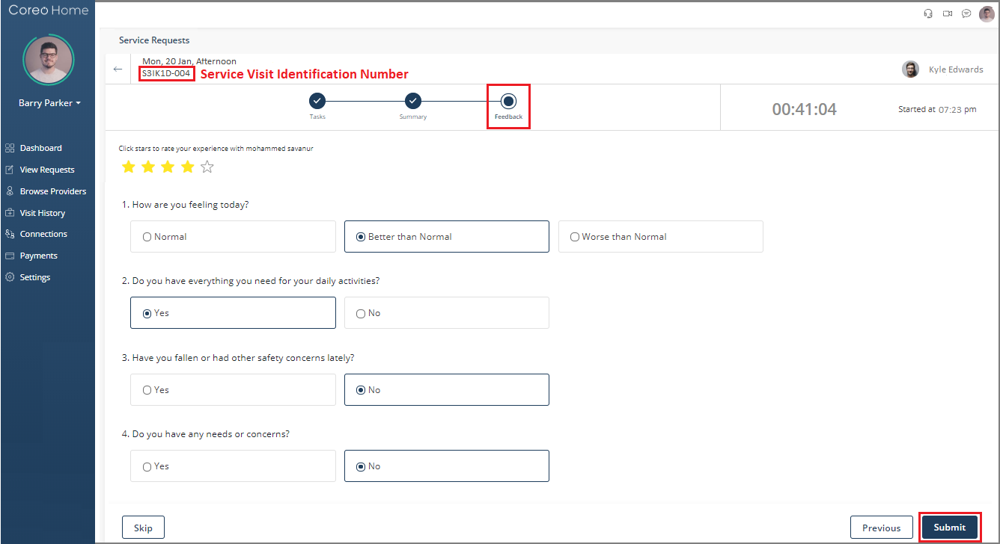 Coreo Home
Barry Parker
Dashboard
View Requests
Browse Providers
Visit History
Connections
Payments
Settings
Service Requests
Mon, 20 Jan, Afternoon
S3IK1D-004 Service Visit Identification Number
Kyle Edwards
Tasks
Summary
Feedback
00:41:04
Started at 07:23 pm
Click stars to rate your experience with mohammed savanur
1. How are you feeling today?
Normal
Better than Normal
Worse than Normal
2. Do you have everything you need for your daily activities?
Yes
No
3. Have you fallen or had other safety concerns lately?
Yes
No
4. Do you have any needs or concerns?
Yes
No
Skip
Previous
Submit